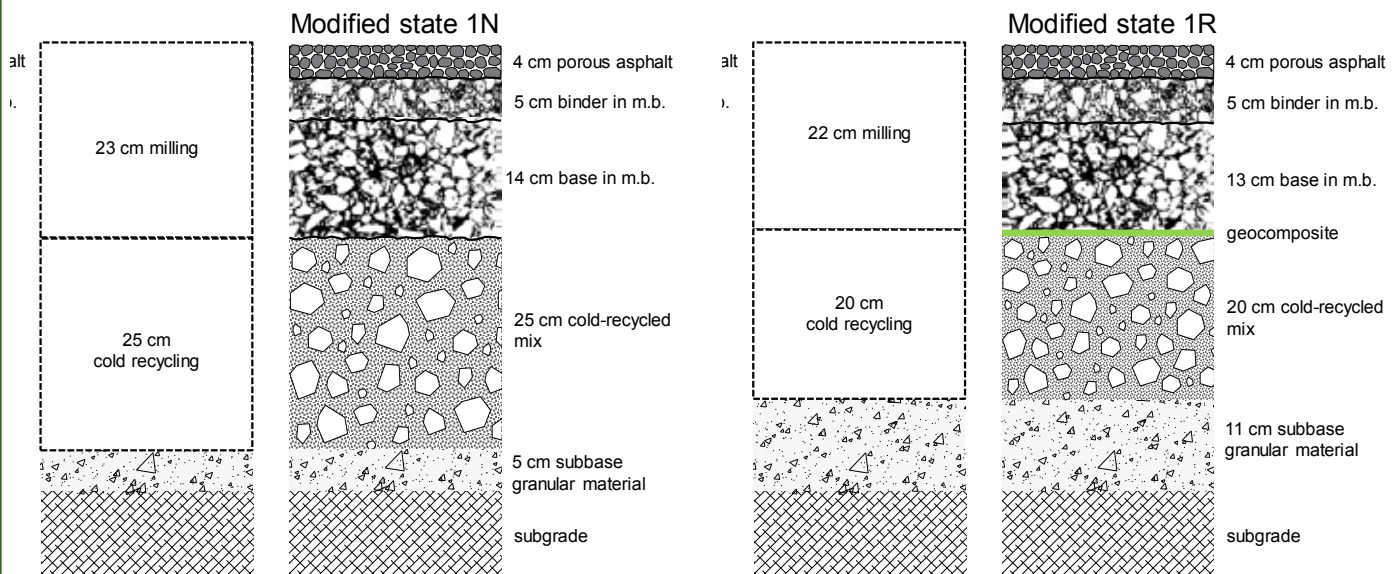 Modified state 1N
alt
.
23 cm milling
25 cm
cold recycling
4 cm porous asphalt
5 cm binder in m.b.
14 cm base in m.b.
25 cm cold-recycled
mix
5 cm subbase
granular material
subgrade
Modified state 1R
alt
.
22 cm milling
20 cm
cold recycling
4 cm porous asphalt
5 cm binder in m.b.
13 cm base in m.b.
geocomposite
20 cm cold-recycled
mix
11 cm subbase
granular material
subgrade